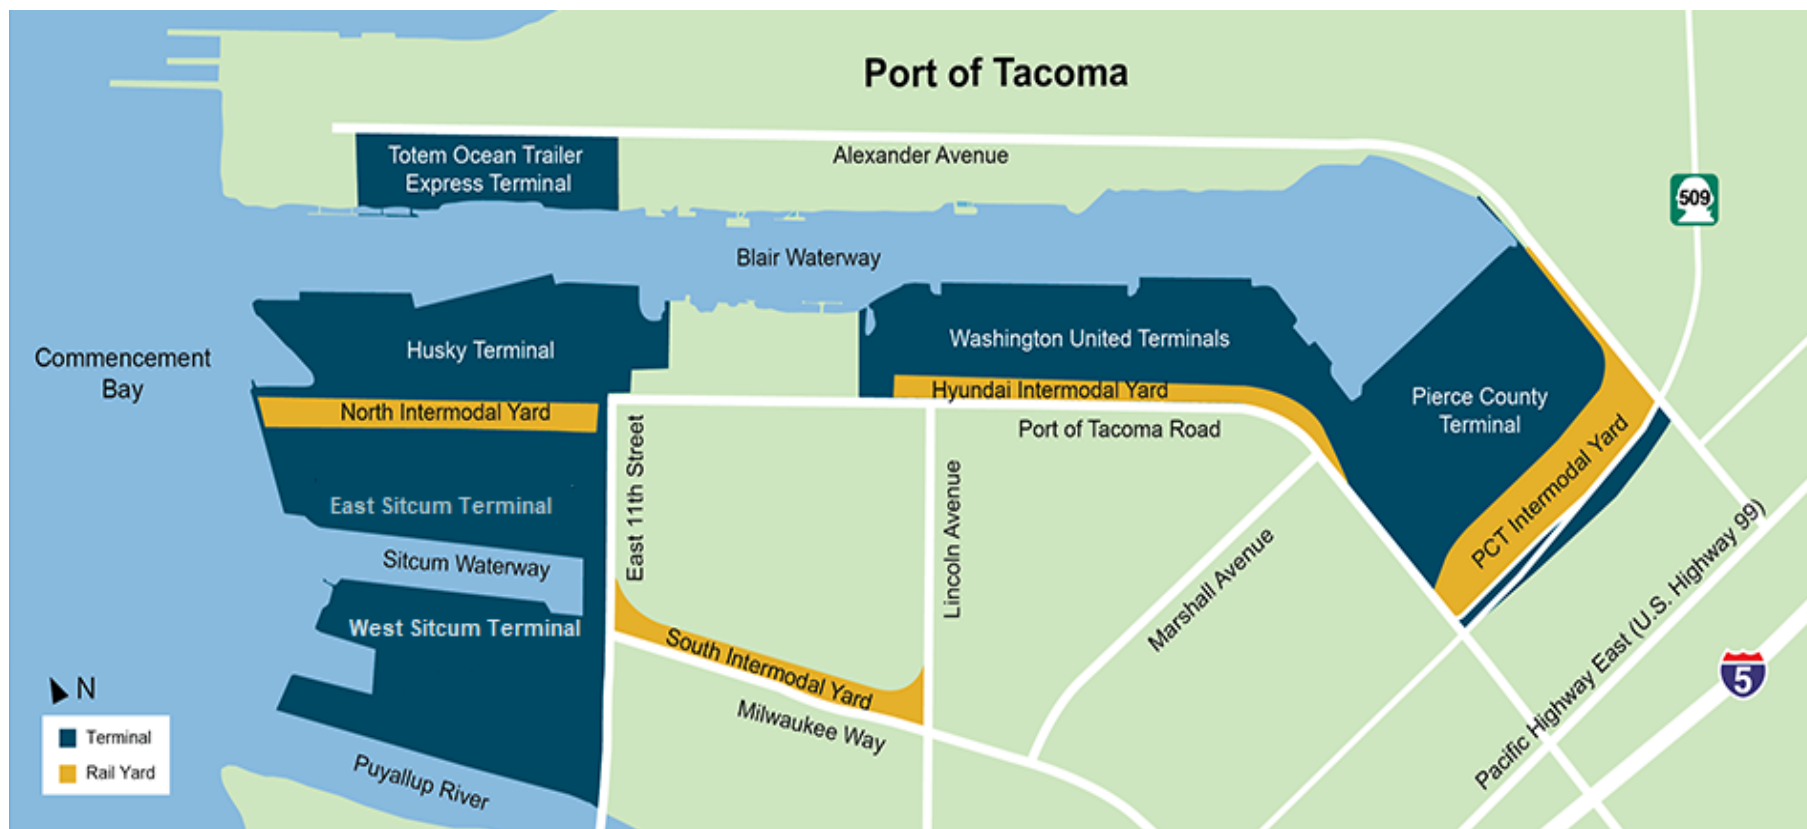 Port of Tacoma
Totem Ocean Trailer
Express Terminal
Alexander Avenue
509
Blair Waterway
Commencement
Bay
Husky Terminal
Washington United Terminals
Pierce County
Terminal
North Intermodal Yard
Hyundai Intermodal Yard
Port of Tacoma Road
East 11th Street
Lincoln Avenue
PCT Intermodal Yard
East Sitcum Terminal
Sitcum Waterway
West Sitcum Terminal
Marshall Avenue
Pacific Highway East (U.S. Highway 99)
South Intermodal Yard
Milwaukee Way
5
N
Terminal
Rail Yard
Puyallup River